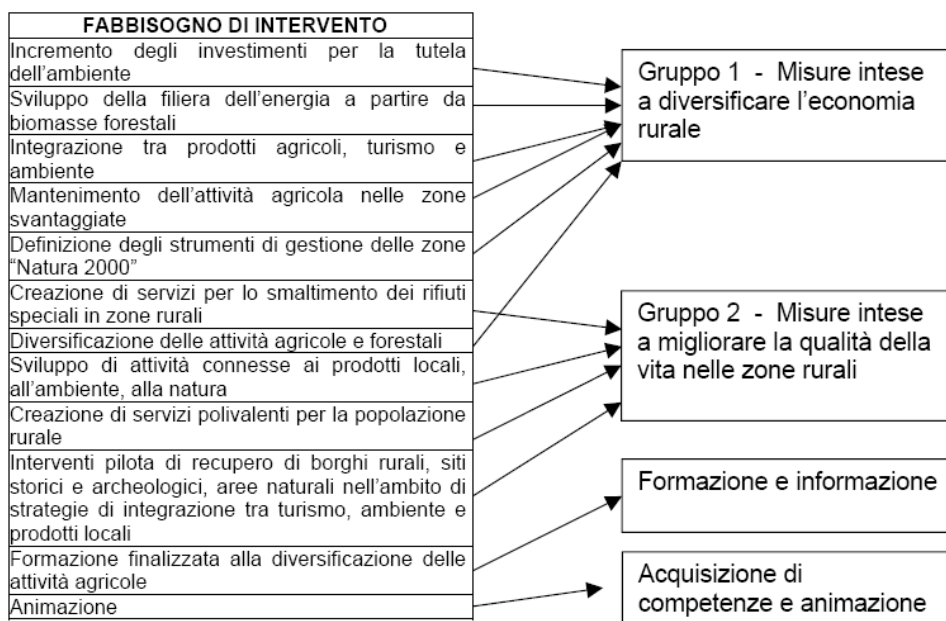 FABBISOGNO DI INTERVENTO
Incremento degli investimenti per la tutela
dell'ambiente
Sviluppo della filiera dell'energia a partire da
biomasse forestali
Integrazione tra prodotti agricoli, turismo e
ambiente
Mantenimento dell'attività agricola nelle zone
svantaggiate
Definizione degli strumenti di gestione delle zone
“Natura 2000”
Creazione di servizi per lo smaltimento dei rifiuti
speciali in zone rurali
Diversificazione delle attività agricole e forestali
Sviluppo di attività connesse ai prodotti locali,
all'ambiente, alla natura
Creazione di servizi polivalenti per la popolazione
rurale
Interventi pilota di recupero di borghi rurali, siti
storici e archeologici, aree naturali nell'ambito di
strategie di integrazione tra turismo, ambiente e
prodotti locali
Formazione finalizzata alla diversificazione delle
attività agricole
Animazione
Gruppo 1 - Misure intese
a diversificare l'economia
rurale
Gruppo 2 - Misure intese
a migliorare la qualità della
vita nelle zone rurali
Formazione e informazione
Acquisizione di
competenze e animazione